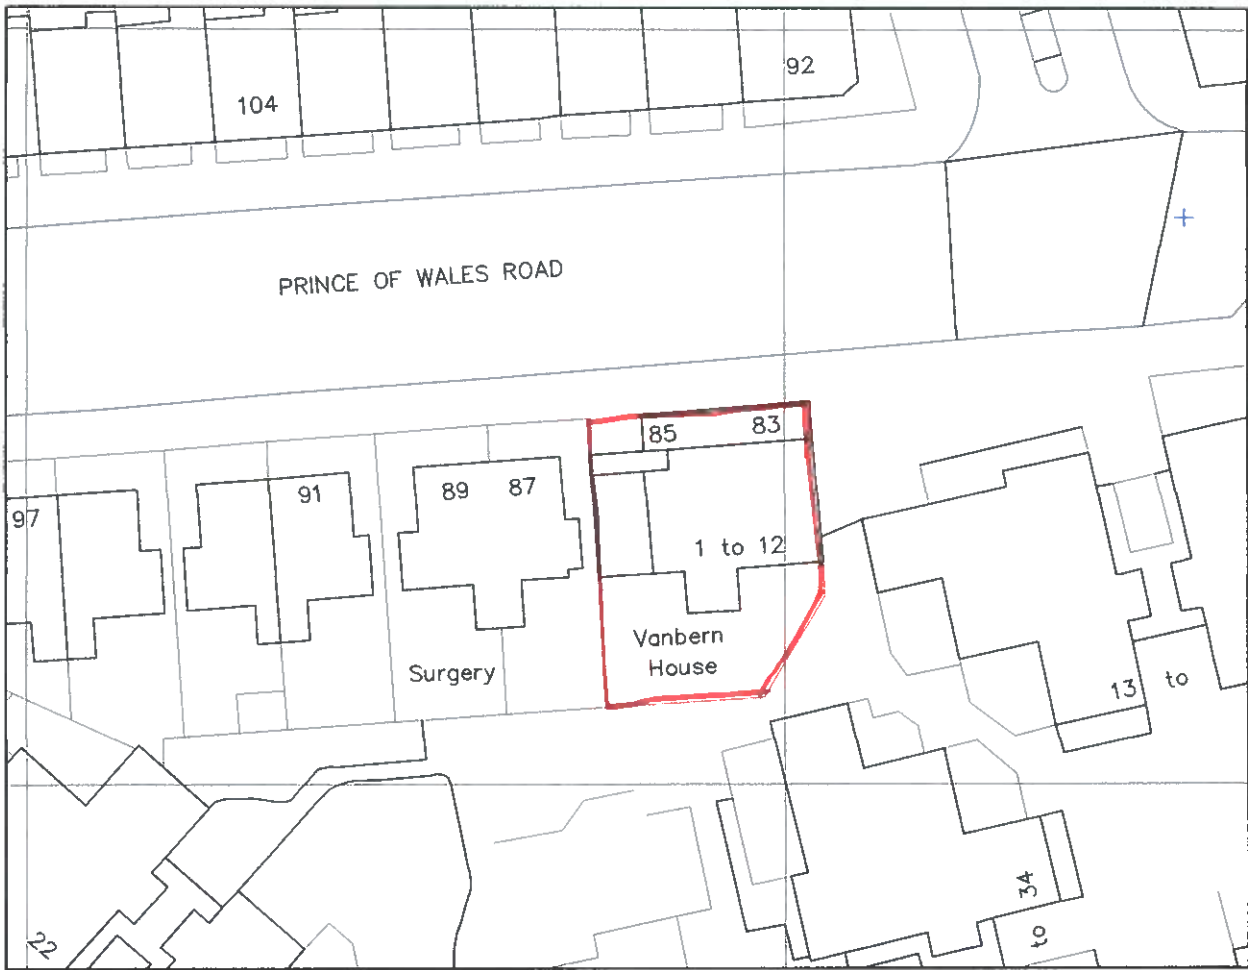 92
104
PRINCE OF WALES ROAD
85
83
97
91
89
87
1 to 12
Vanbern
House
Surgery
13 to
34
to
22